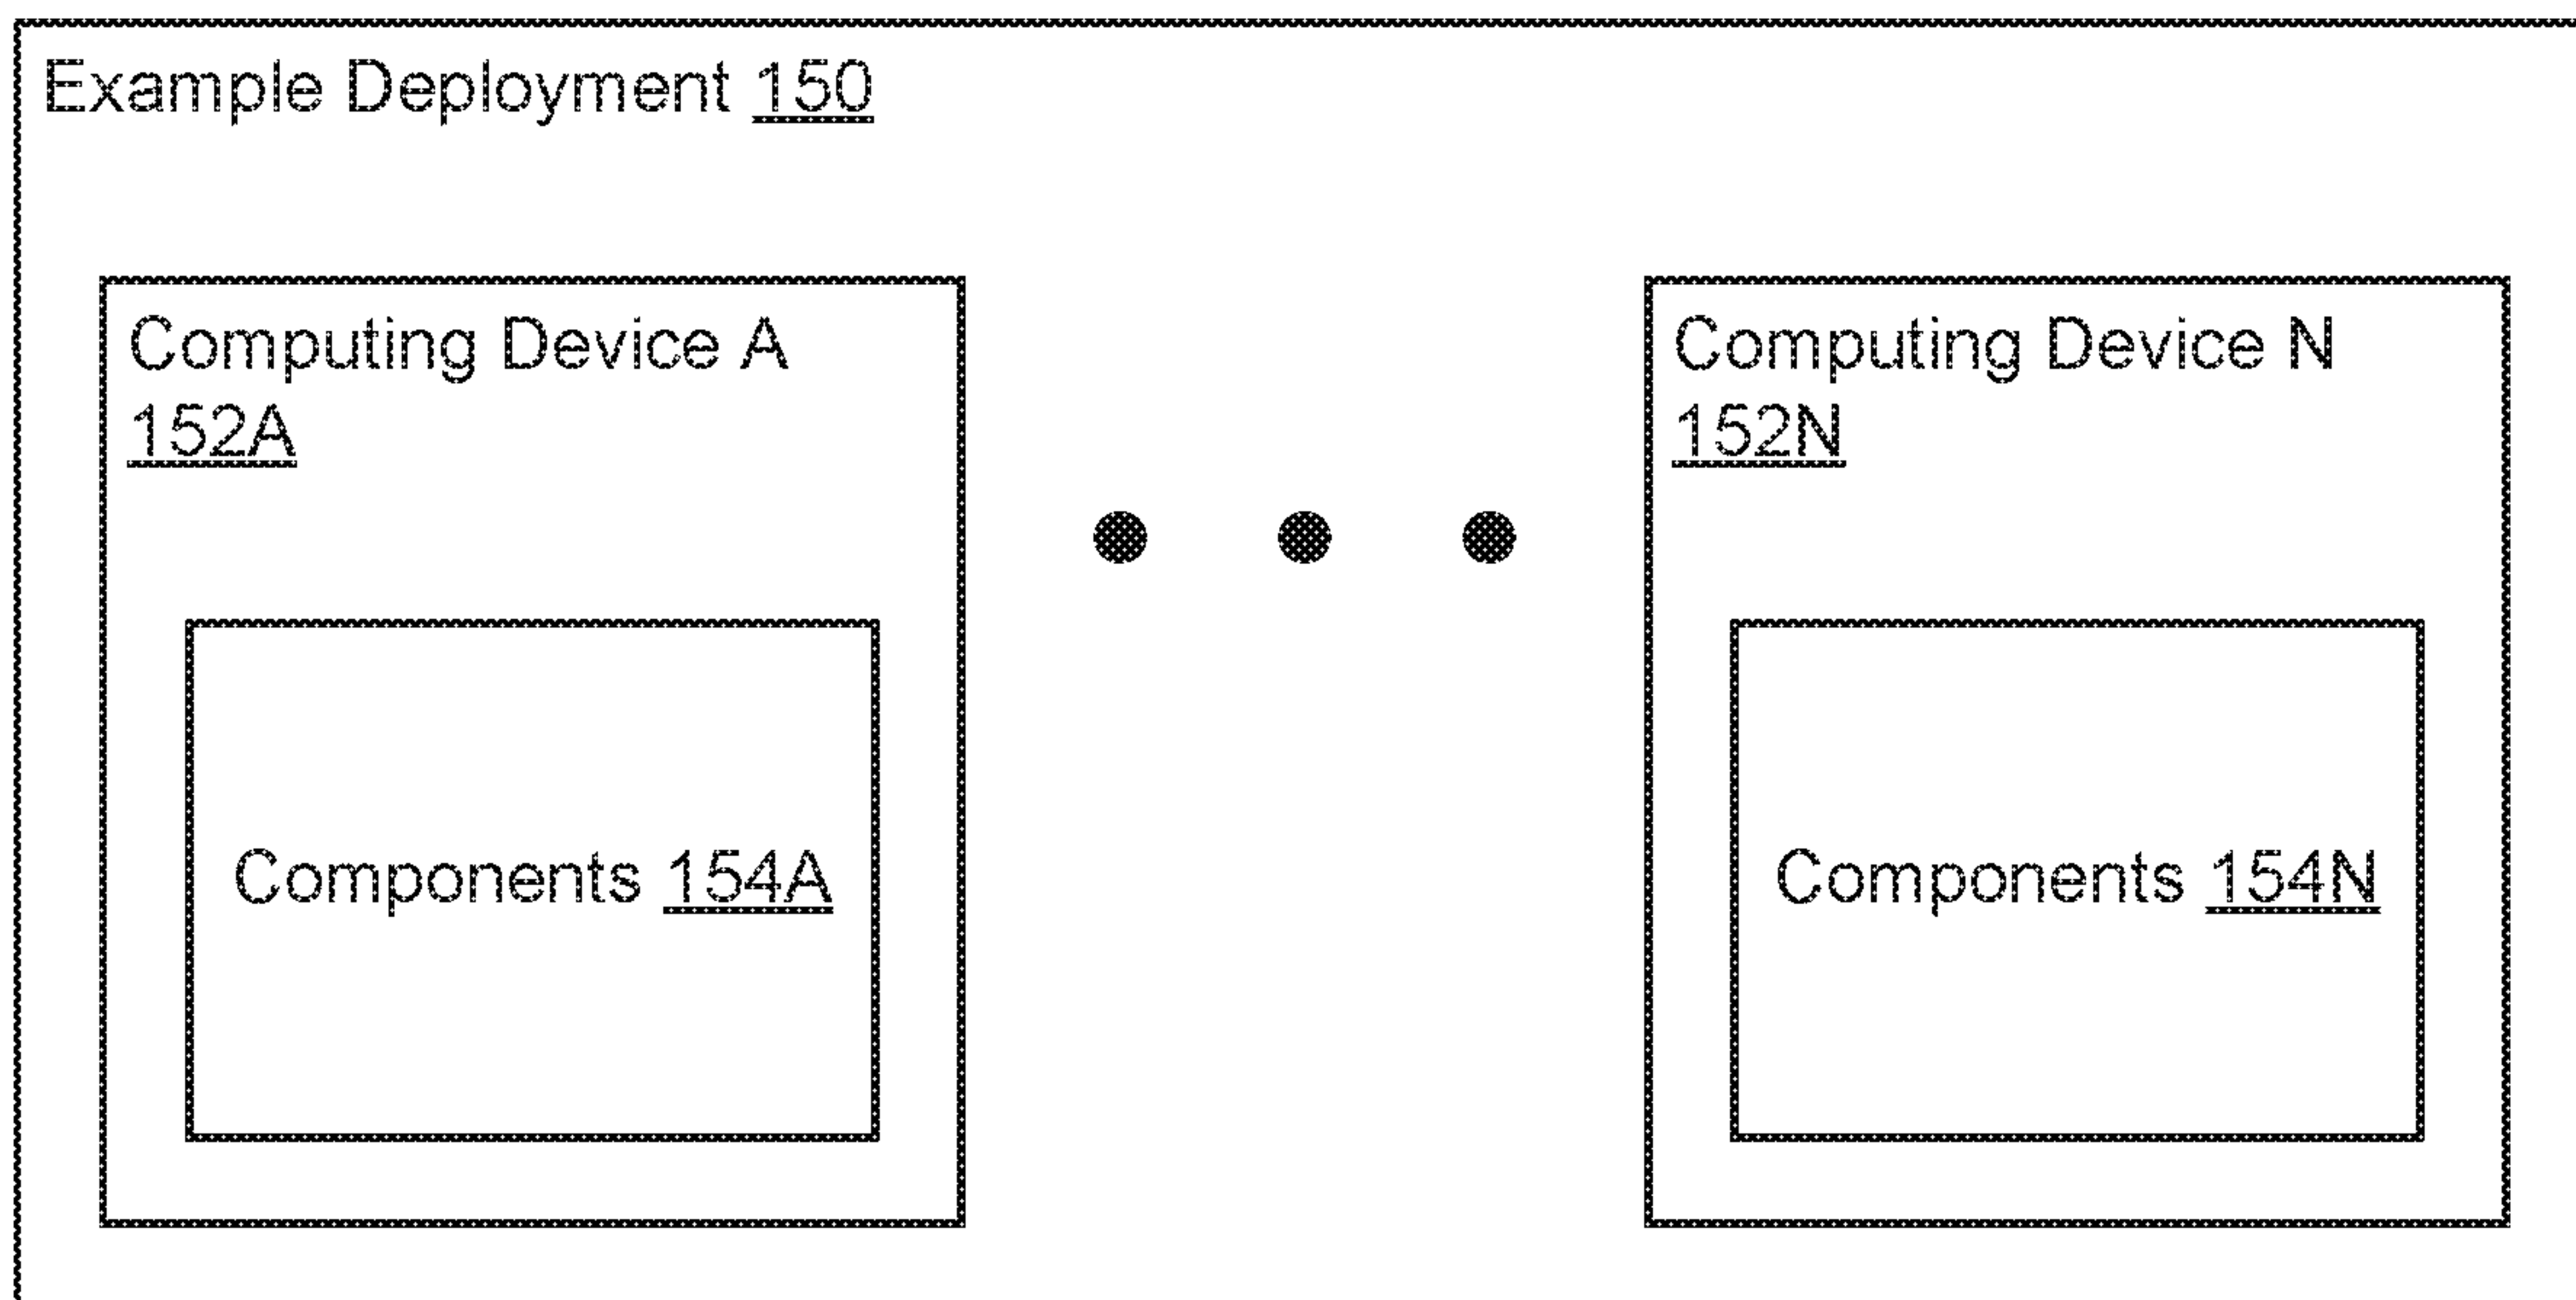 Example Deployment 150
Computing Device A
152A
Components 154A
Computing Device N
152N
Components 154N